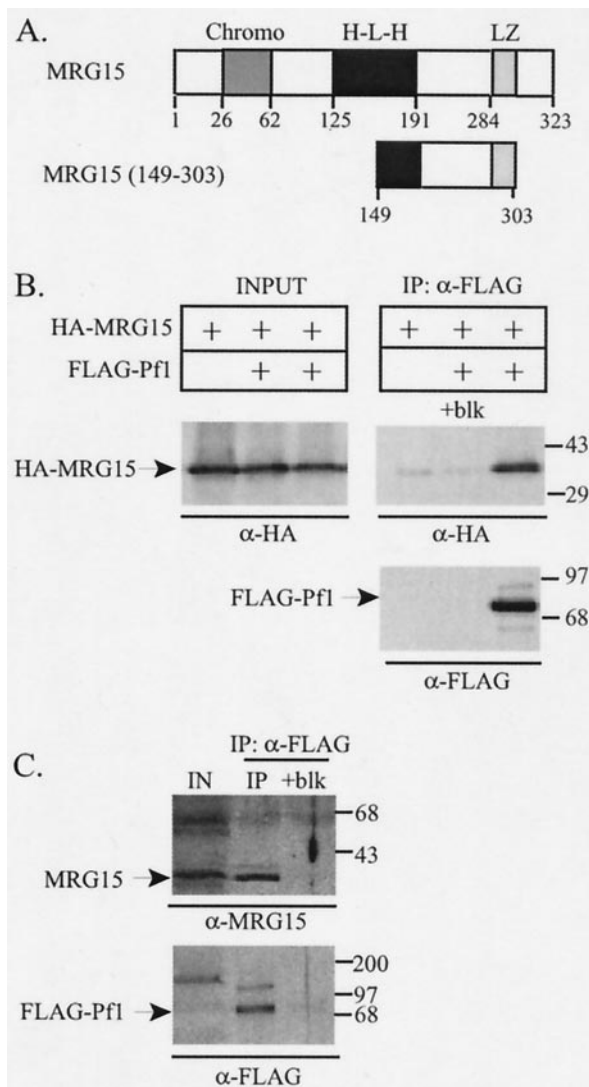 A.
Chromo H-L-H LZ
MRG15
1 26 62 125 191 284 323
MRG15 (149-303)
149 303
B.
INPUT IP: α-FLAG
HA-MRG15 + + + + + +
FLAG-Pf1 + + + +
+blk
HA-MRG15 43
29
α-HA α-HA
FLAG-Pf1 97
68
α-FLAG
C.
IP: α-FLAG
IN IP +blk
68
43
MRG15
α-MRG15
200
97
FLAG-Pf1 68
α-FLAG